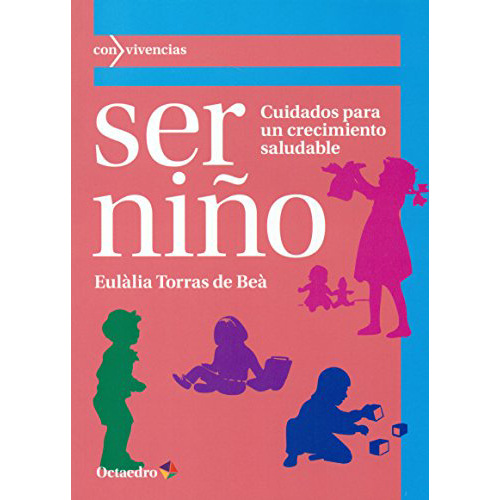 con vivencias
ser
niño
Cuidados para
un crecimiento
saludable
Eulàlia Torras de Beà
Octaedro